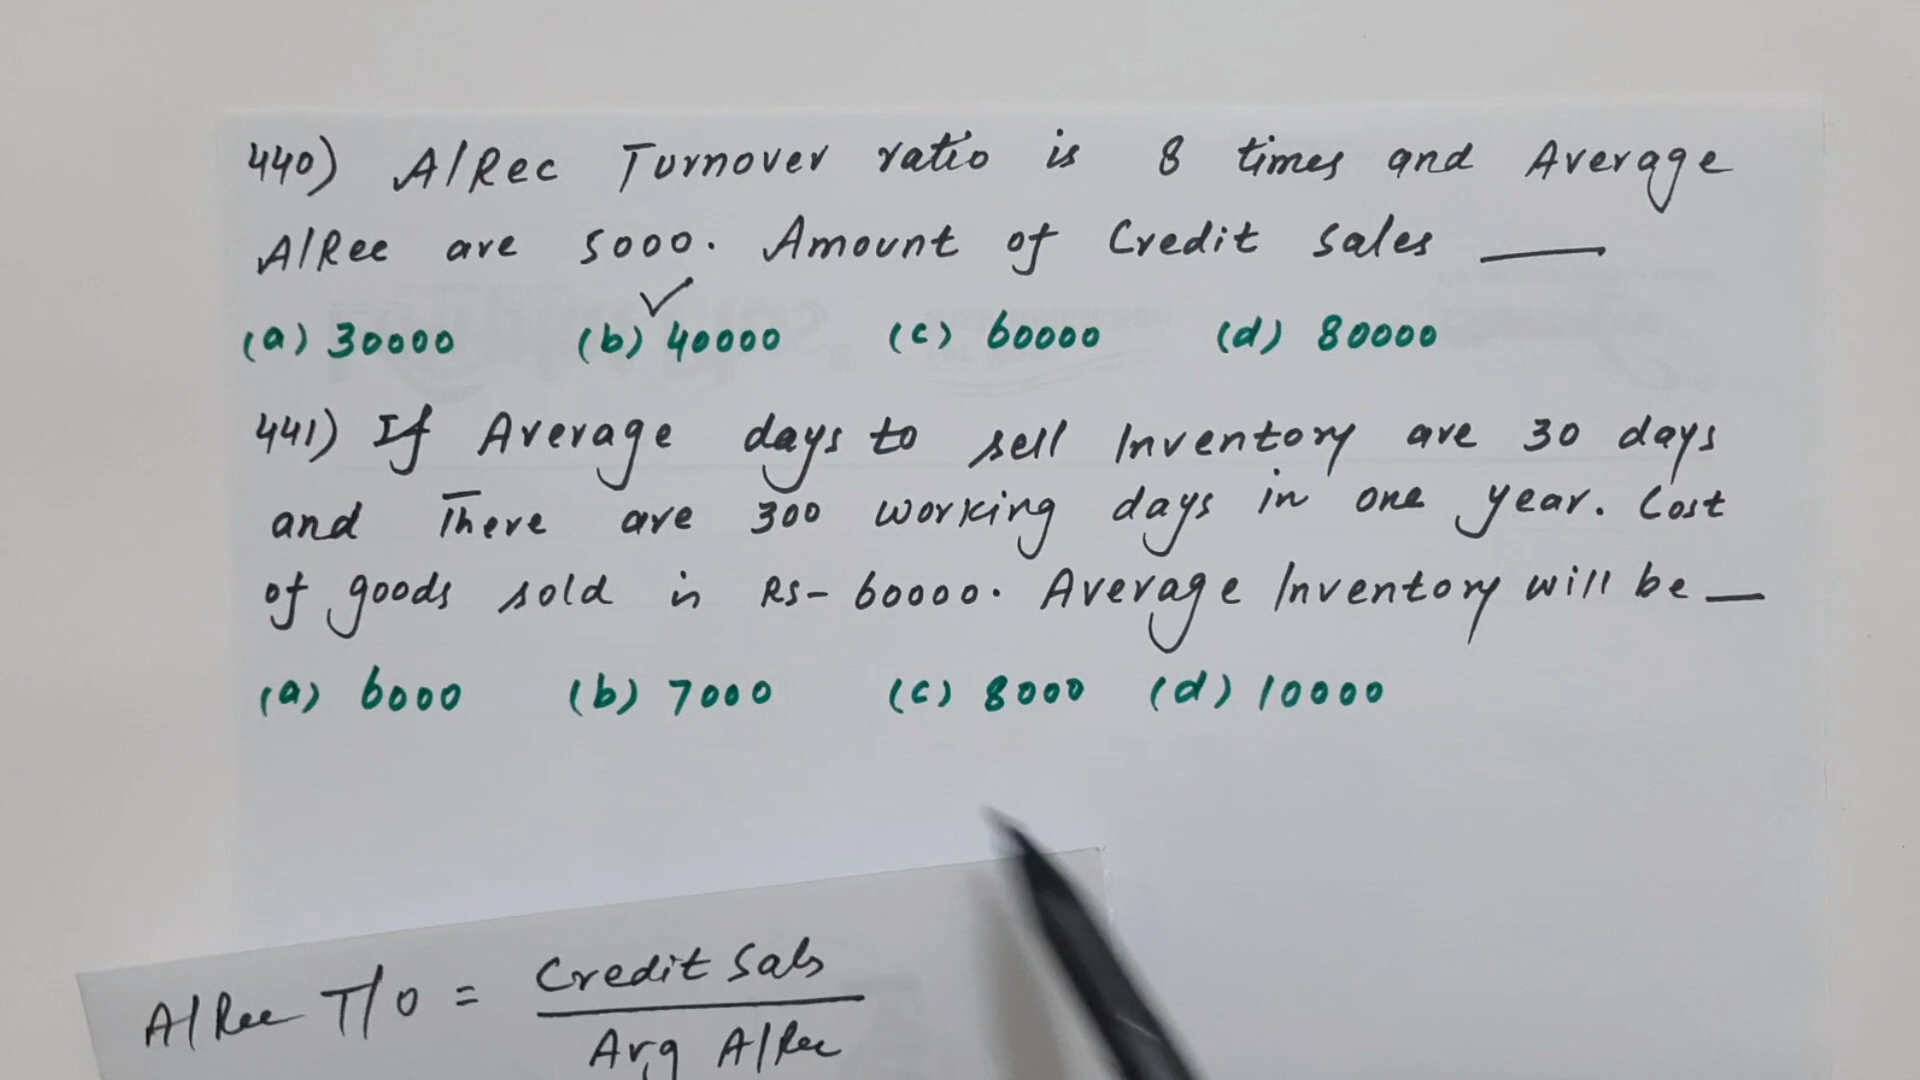 440) A/Rec Turnover ratio is 8 times and Average
A/Rec are 5000. Amount of Credit sales ___
(a) 30000 (b) 40000 (c) 60000 (d) 80000
441) If Average days to sell Inventory are 30 days
and There are 300 working days in one year. Cost
of goods sold is RS- 60000. Average Inventory will be _
(a) 6000 (b) 7000 (c) 8000 (d) 10000
A/Rec T/O = Credit Sals
Avg A/Rec